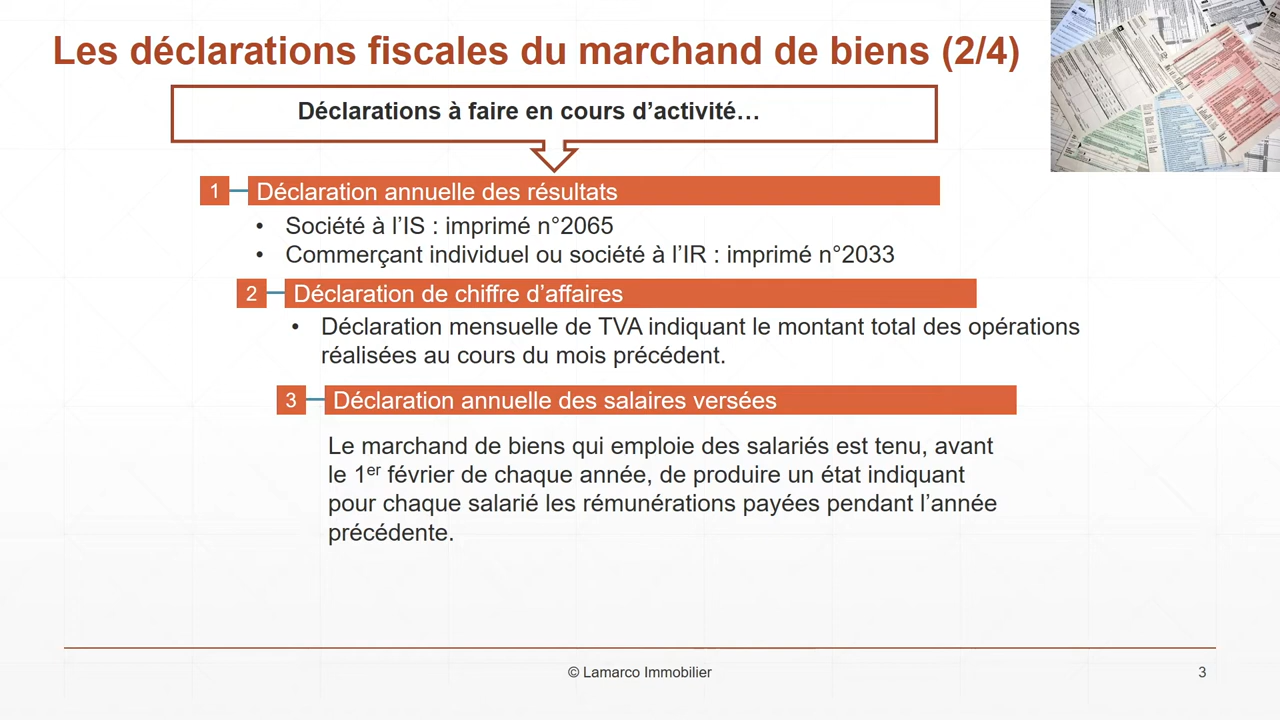 Les déclarations fiscales du marchand de biens (2/4)
Déclarations à faire en cours d’activité…
1 Déclaration annuelle des résultats
• Société à l’IS : imprimé n°2065
• Commerçant individuel ou société à l’IR : imprimé n°2033
2 Déclaration de chiffre d’affaires
• Déclaration mensuelle de TVA indiquant le montant total des opérations
réalisées au cours du mois précédent.
3 Déclaration annuelle des salaires versées
Le marchand de biens qui emploie des salariés est tenu, avant
le 1er février de chaque année, de produire un état indiquant
pour chaque salarié les rémunérations payées pendant l’année
précédente.
© Lamarco Immobilier
3